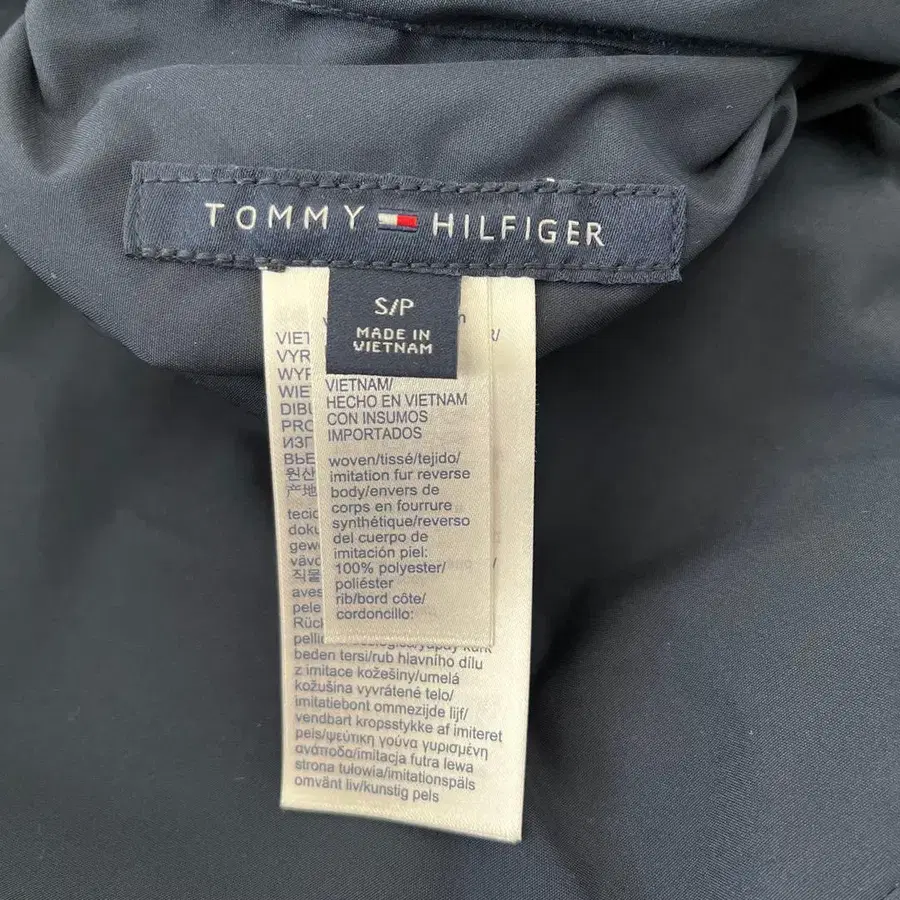 TOMMY HILFIGER
S/P
MADE IN
VIETNAM
VIETNAM/
HECHO EN VIETNAM
CON INSUMOS
IMPORTADOS
woven/tissé/tejido/
imitation fur reverse
body/envers de
corps en fourrure
synthétique/reverso
del cuerpo de
imitación piel:
100% polyester/
poliéster
rib/bord côte/
cordoncillo:
beden tersi/rub hlavního dílu
z imitace kožešiny/umelá
kožušina vyvrátené telo/
imitatiebont ommezijde lijf/
vendbart kropsstykke af imiteret
pels/ψεύτικη γούνα γυρισμένη
ανάποδα/imitacja futra lewa
strona tułowia/imitationspäls
omvänt liv/kunstig pels